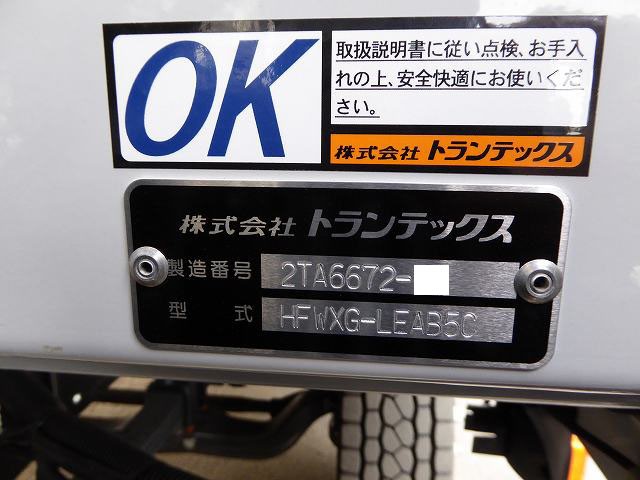 OK
取扱説明書に従い点検、お手入
れの上、安全快適にお使いくだ
さい。
株式会社 トランテックス
株式会社 トランテックス
製造番号 2TA6672-
型式 HFWXG-LEAB5C